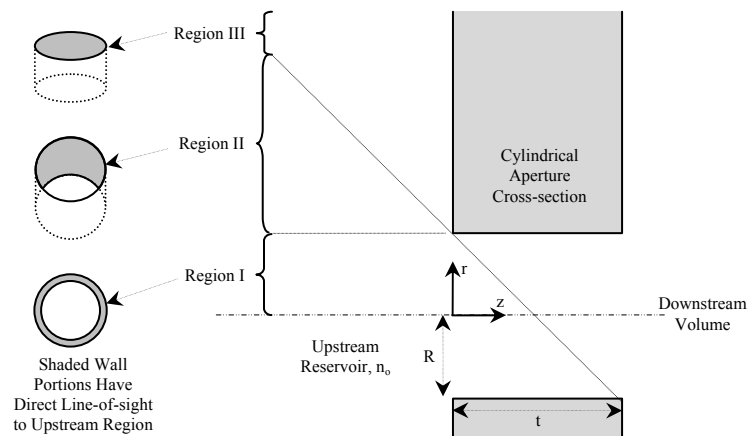 Region III
Region II
Region I
Shaded Wall
Portions Have
Direct Line-of-sight
to Upstream Region
Cylindrical
Aperture
Cross-section
r
z
Downstream
Volume
Upstream
Reservoir, nₒ
R
t